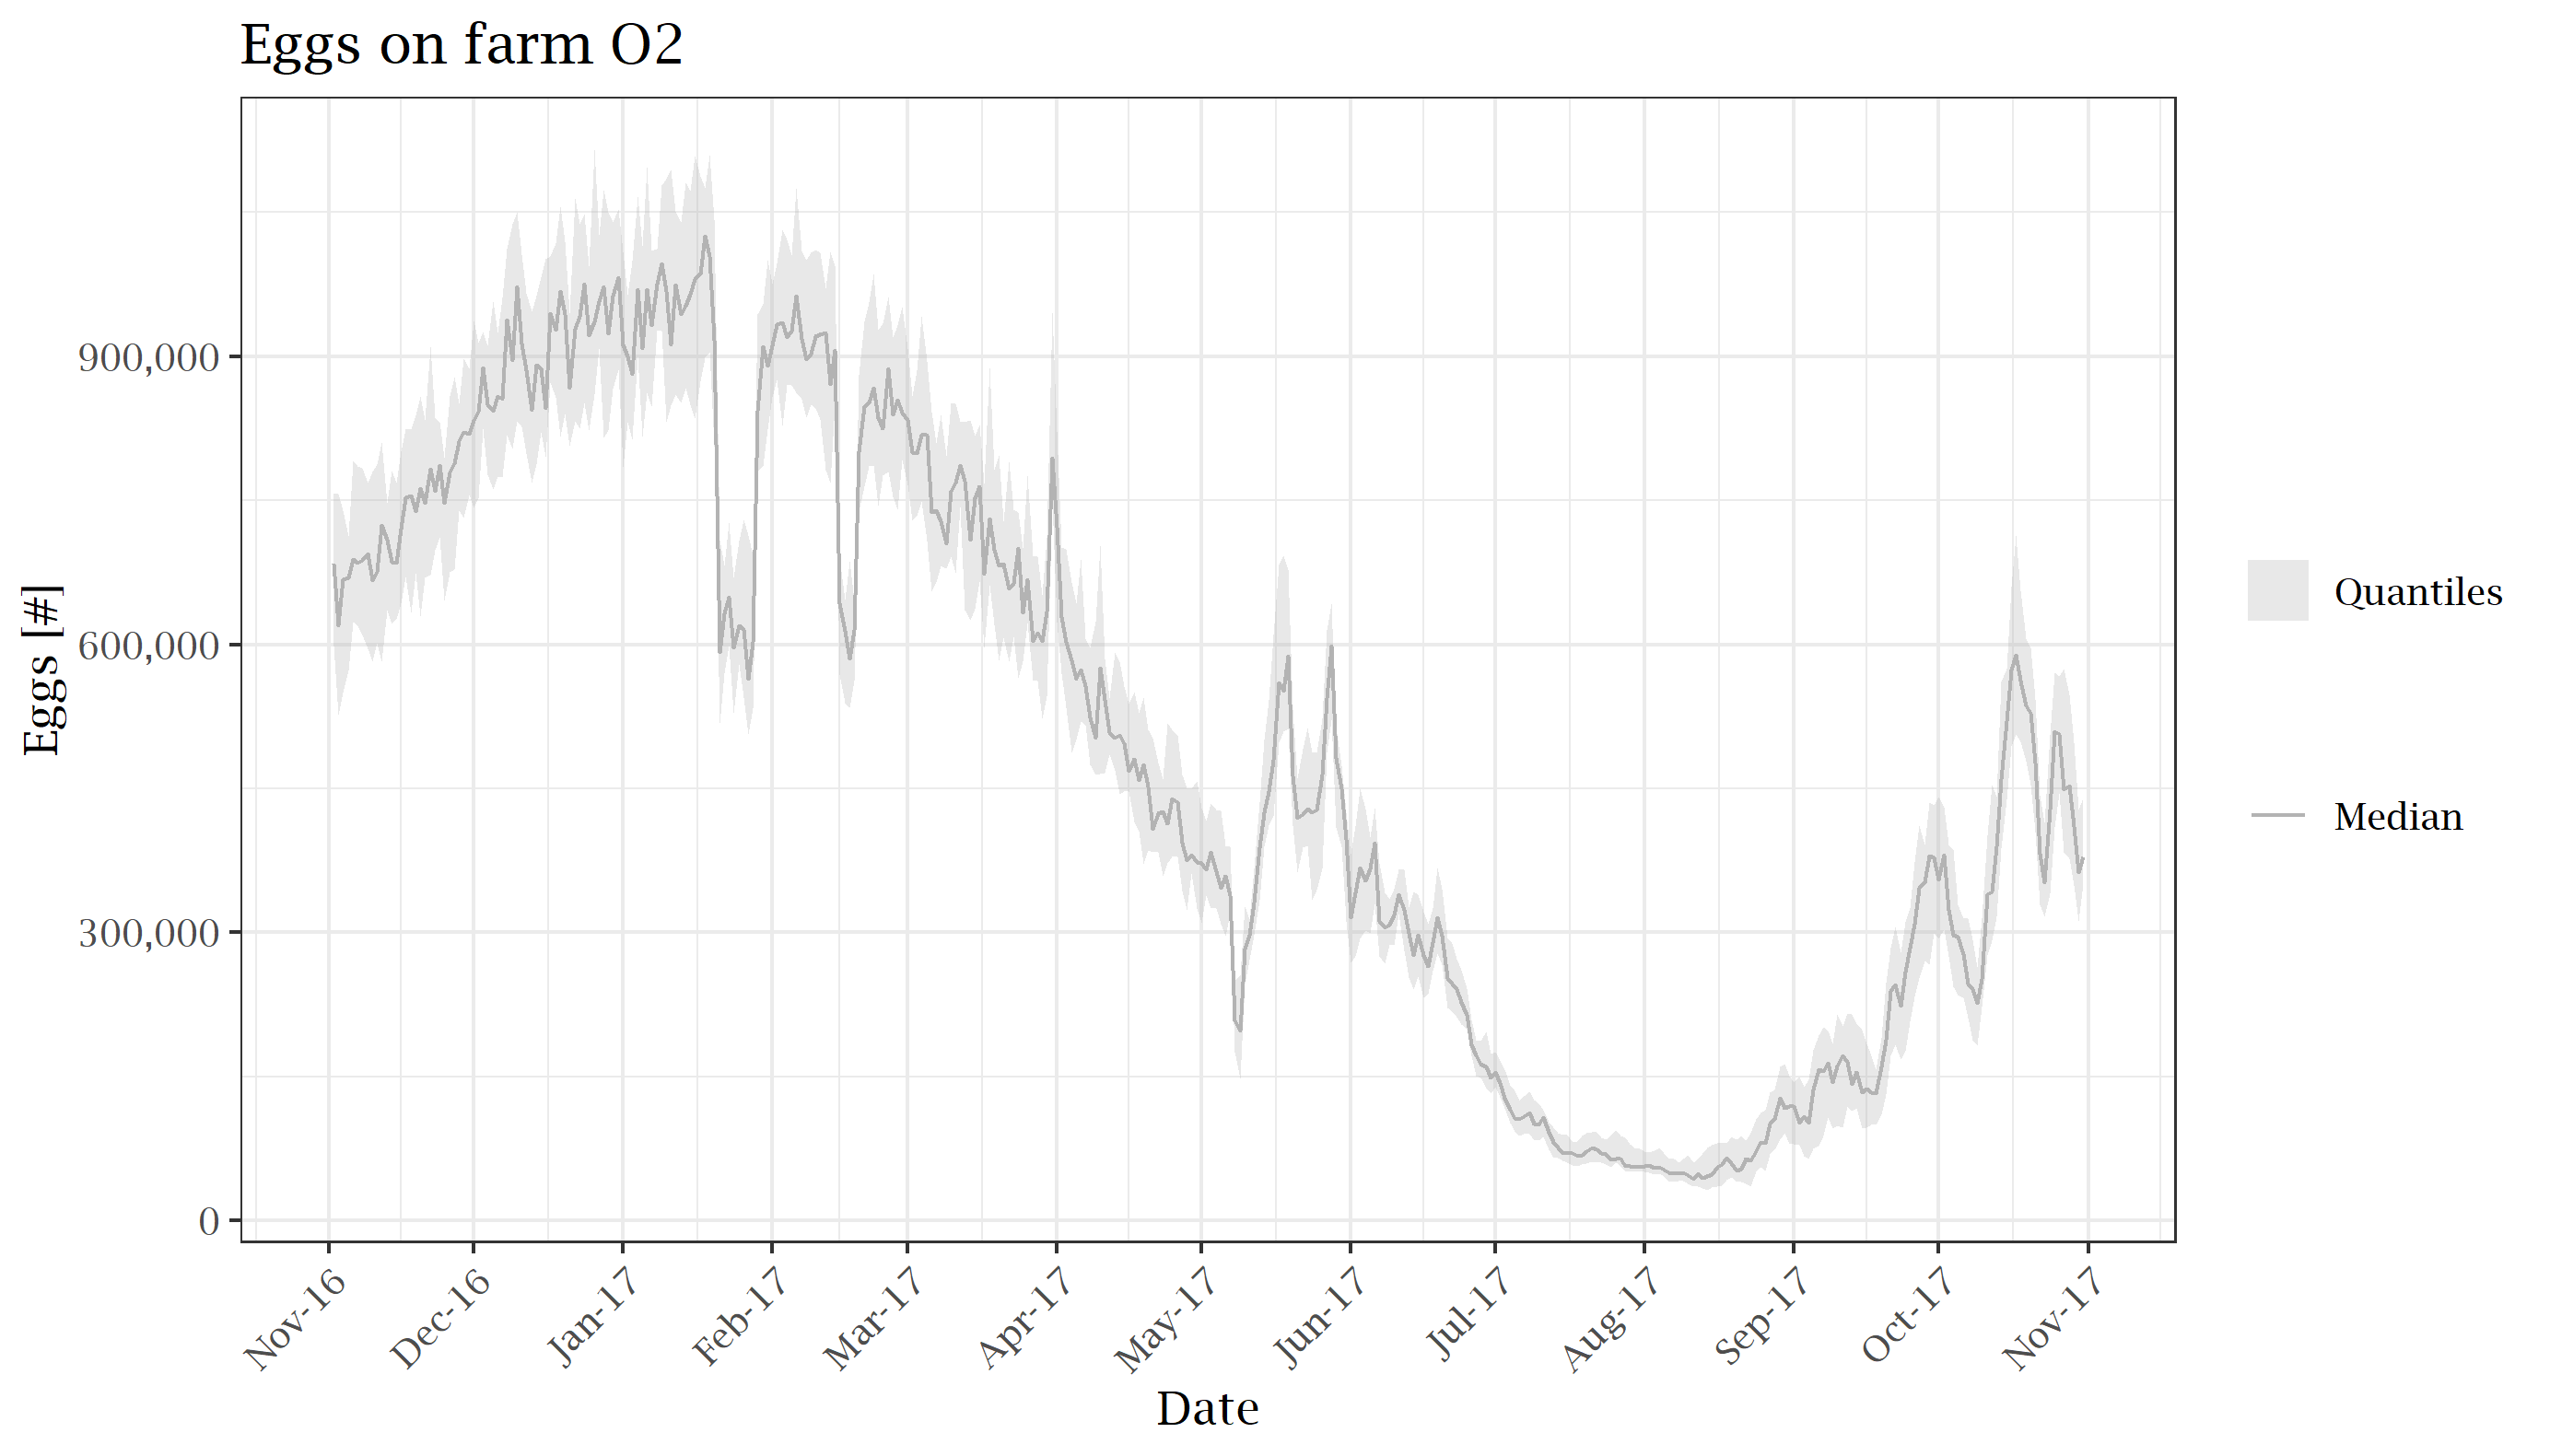 Eggs on farm O2
Eggs [#]
900,000
600,000
300,000
0
Nov-16
Dec-16
Jan-17
Feb-17
Mar-17
Apr-17
May-17
Jun-17
Jul-17
Aug-17
Sep-17
Oct-17
Nov-17
Date
Quantiles
Median